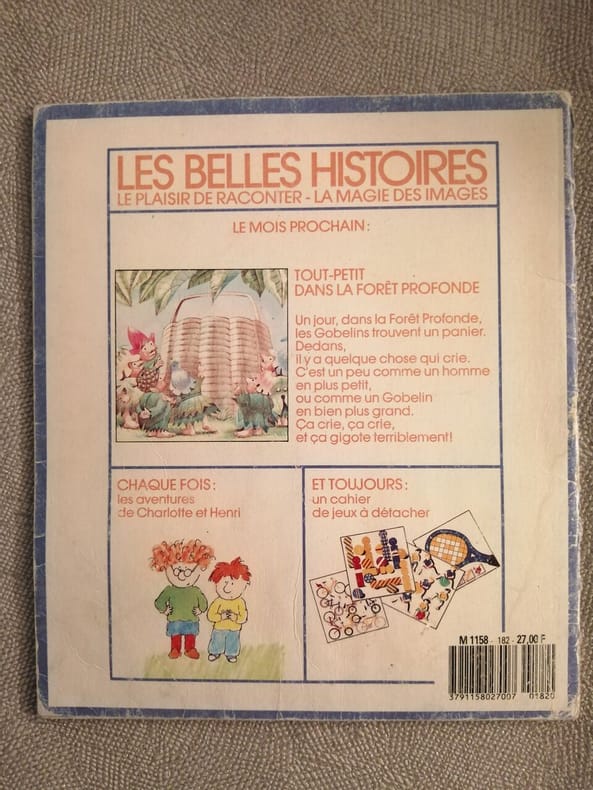 LES BELLES HISTOIRES
LE PLAISIR DE RACONTER - LA MAGIE DES IMAGES
LE MOIS PROCHAIN :
TOUT-PETIT
DANS LA FORÊT PROFONDE
Un jour, dans la Forêt Profonde,
les Gobelins trouvent un panier.
Dedans,
il y a quelque chose qui crie.
C'est un peu comme un homme
en plus petit,
ou comme un Gobelin
en bien plus grand.
Ça crie, ça crie,
et ça gigote terriblement!
CHAQUE FOIS :
les aventures
de Charlotte et Henri
ET TOUJOURS :
un cahier
de jeux à détacher
M 1158 - 182 - 27,00 F
3791158027007 01820